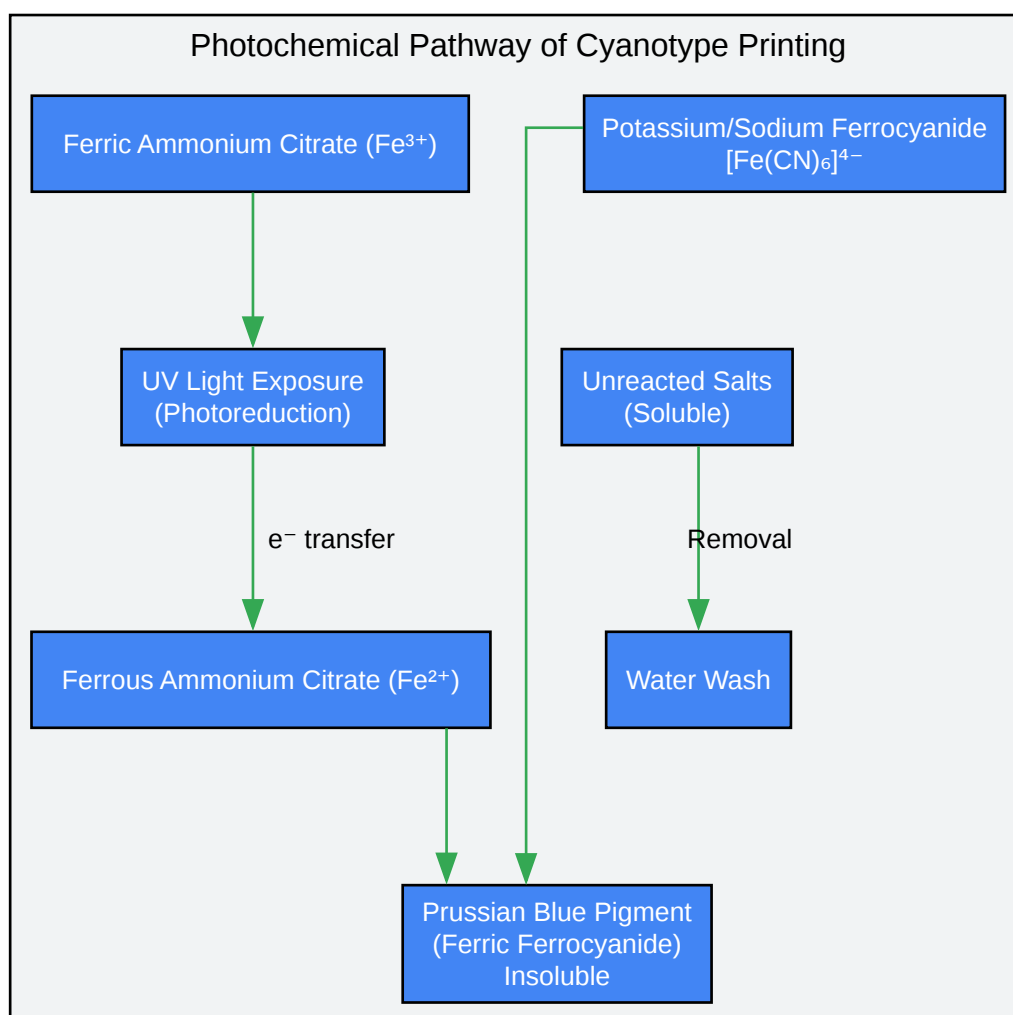 Photochemical Pathway of Cyanotype Printing
Ferric Ammonium Citrate (Fe³⁺)
Potassium/Sodium Ferrocyanide
[Fe(CN)₆]⁴⁻
UV Light Exposure
(Photoreduction)
Unreacted Salts
(Soluble)
e⁻ transfer
Removal
Ferrous Ammonium Citrate (Fe²⁺)
Water Wash
Prussian Blue Pigment
(Ferric Ferrocyanide)
Insoluble